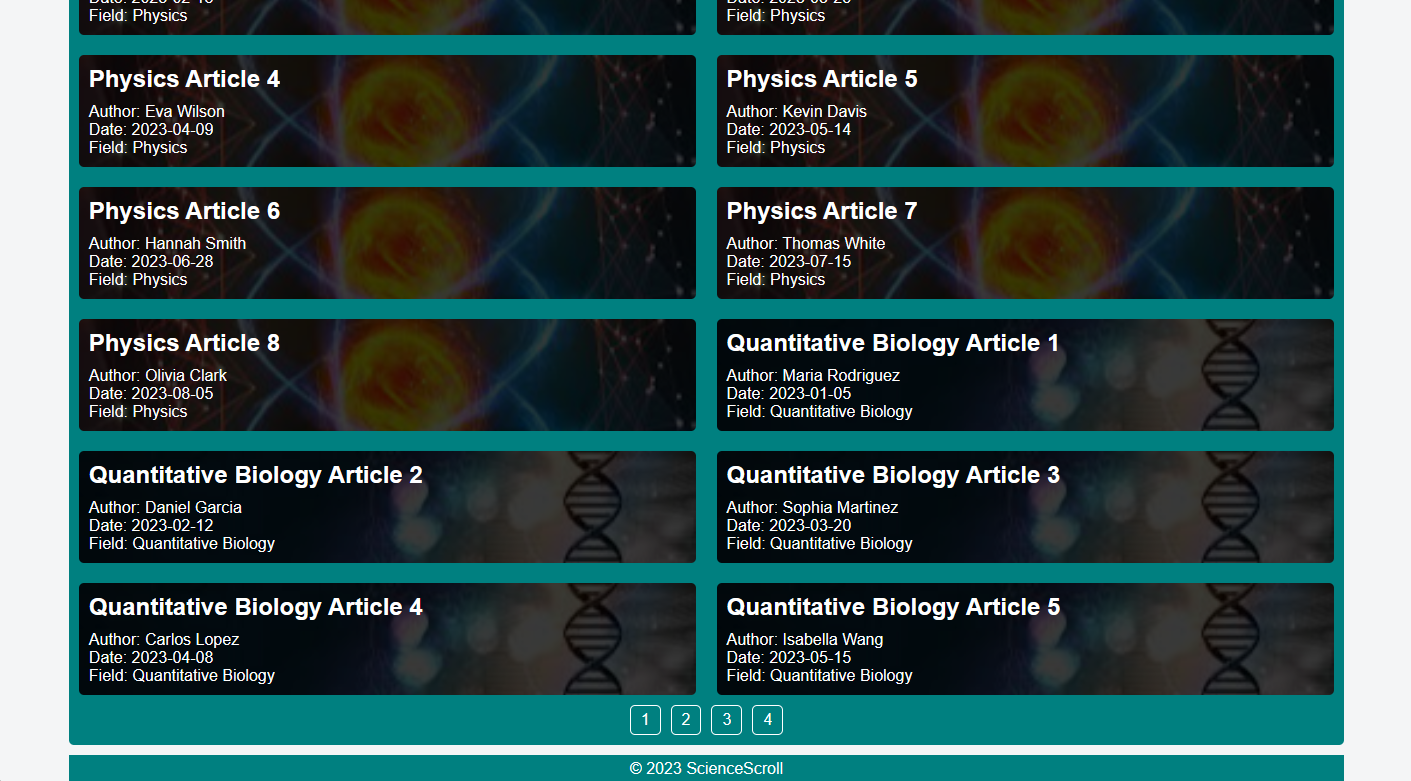 Field: Physics
Field: Physics
Physics Article 4
Author: Eva Wilson
Date: 2023-04-09
Field: Physics
Physics Article 5
Author: Kevin Davis
Date: 2023-05-14
Field: Physics
Physics Article 6
Author: Hannah Smith
Date: 2023-06-28
Field: Physics
Physics Article 7
Author: Thomas White
Date: 2023-07-15
Field: Physics
Physics Article 8
Author: Olivia Clark
Date: 2023-08-05
Field: Physics
Quantitative Biology Article 1
Author: Maria Rodriguez
Date: 2023-01-05
Field: Quantitative Biology
Quantitative Biology Article 2
Author: Daniel Garcia
Date: 2023-02-12
Field: Quantitative Biology
Quantitative Biology Article 3
Author: Sophia Martinez
Date: 2023-03-20
Field: Quantitative Biology
Quantitative Biology Article 4
Author: Carlos Lopez
Date: 2023-04-08
Field: Quantitative Biology
Quantitative Biology Article 5
Author: Isabella Wang
Date: 2023-05-15
Field: Quantitative Biology
1 2 3 4
© 2023 ScienceScroll